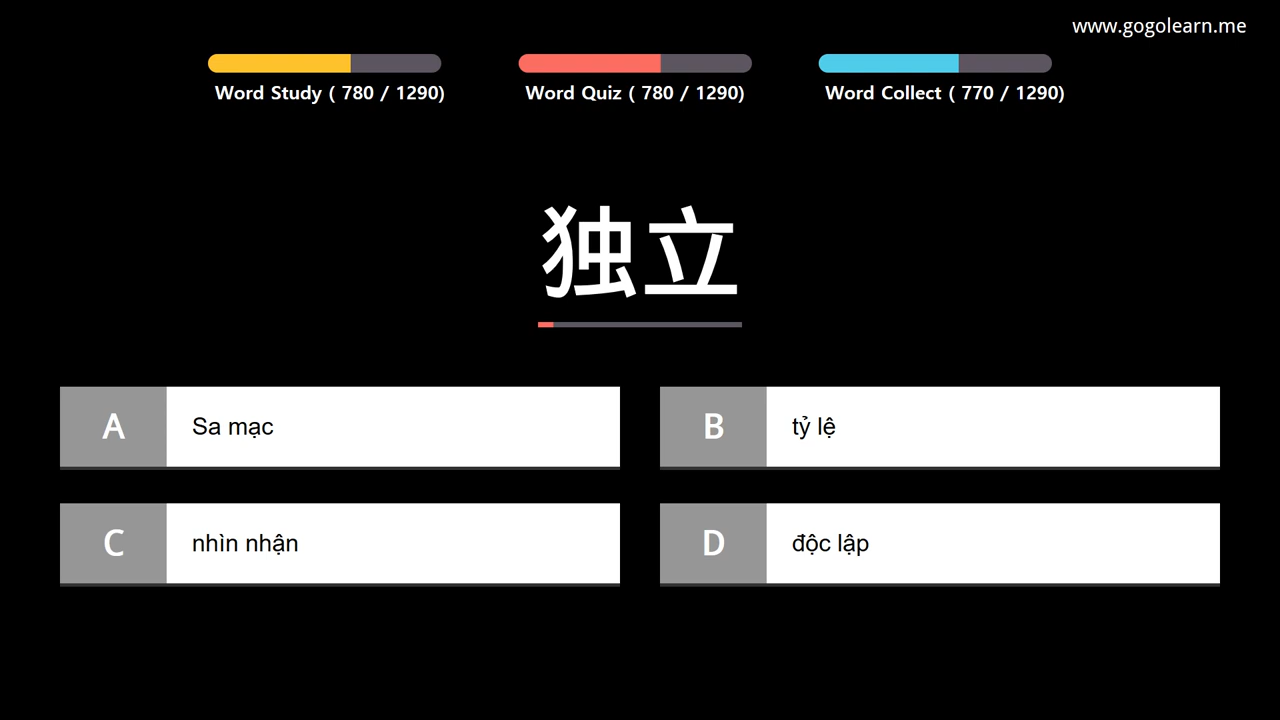 www.gogolearn.me
Word Study ( 780 / 1290)
Word Quiz ( 780 / 1290)
Word Collect ( 770 / 1290)
独立
A Sa mạc
B tỷ lệ
C nhìn nhận
D độc lập